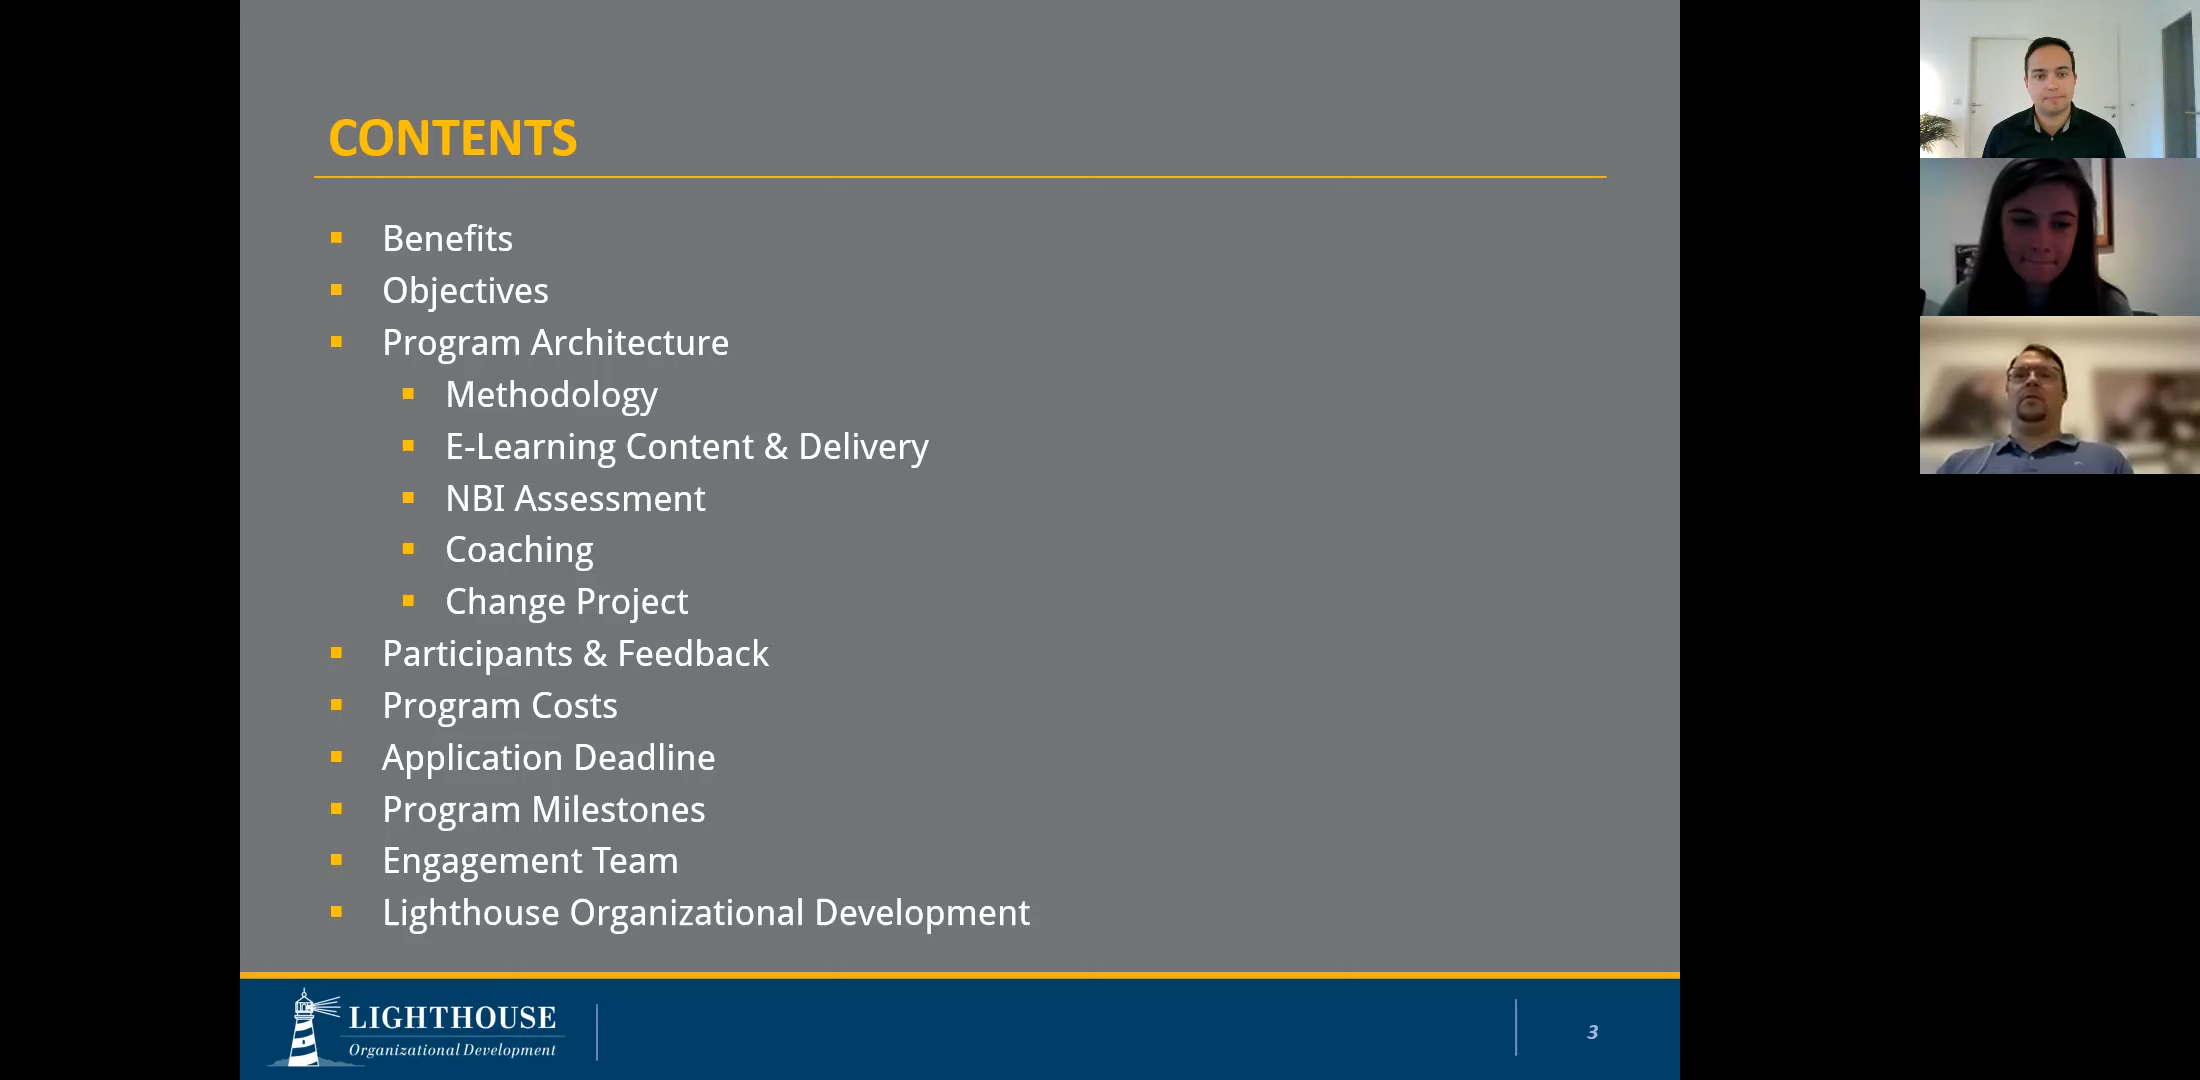 CONTENTS
Benefits
Objectives
Program Architecture
Methodology
E-Learning Content & Delivery
NBI Assessment
Coaching
Change Project
Participants & Feedback
Program Costs
Application Deadline
Program Milestones
Engagement Team
Lighthouse Organizational Development
LIGHTHOUSE
Organizational Development
3